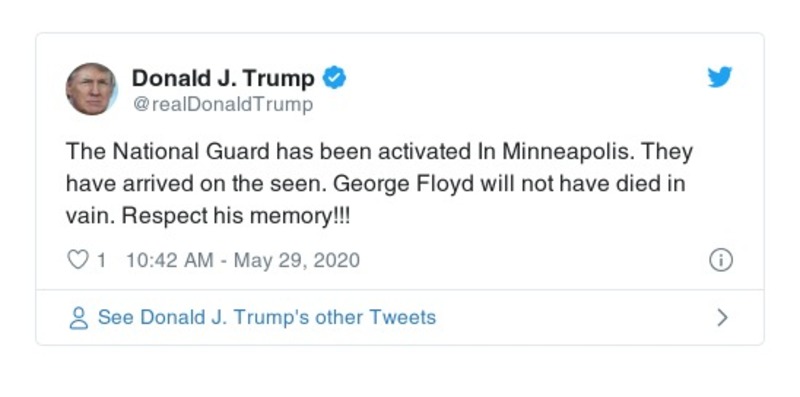 Donald J. Trump
@realDonaldTrump
The National Guard has been activated In Minneapolis. They
have arrived on the seen. George Floyd will not have died in
vain. Respect his memory!!!
1 10:42 AM - May 29, 2020
See Donald J. Trump's other Tweets